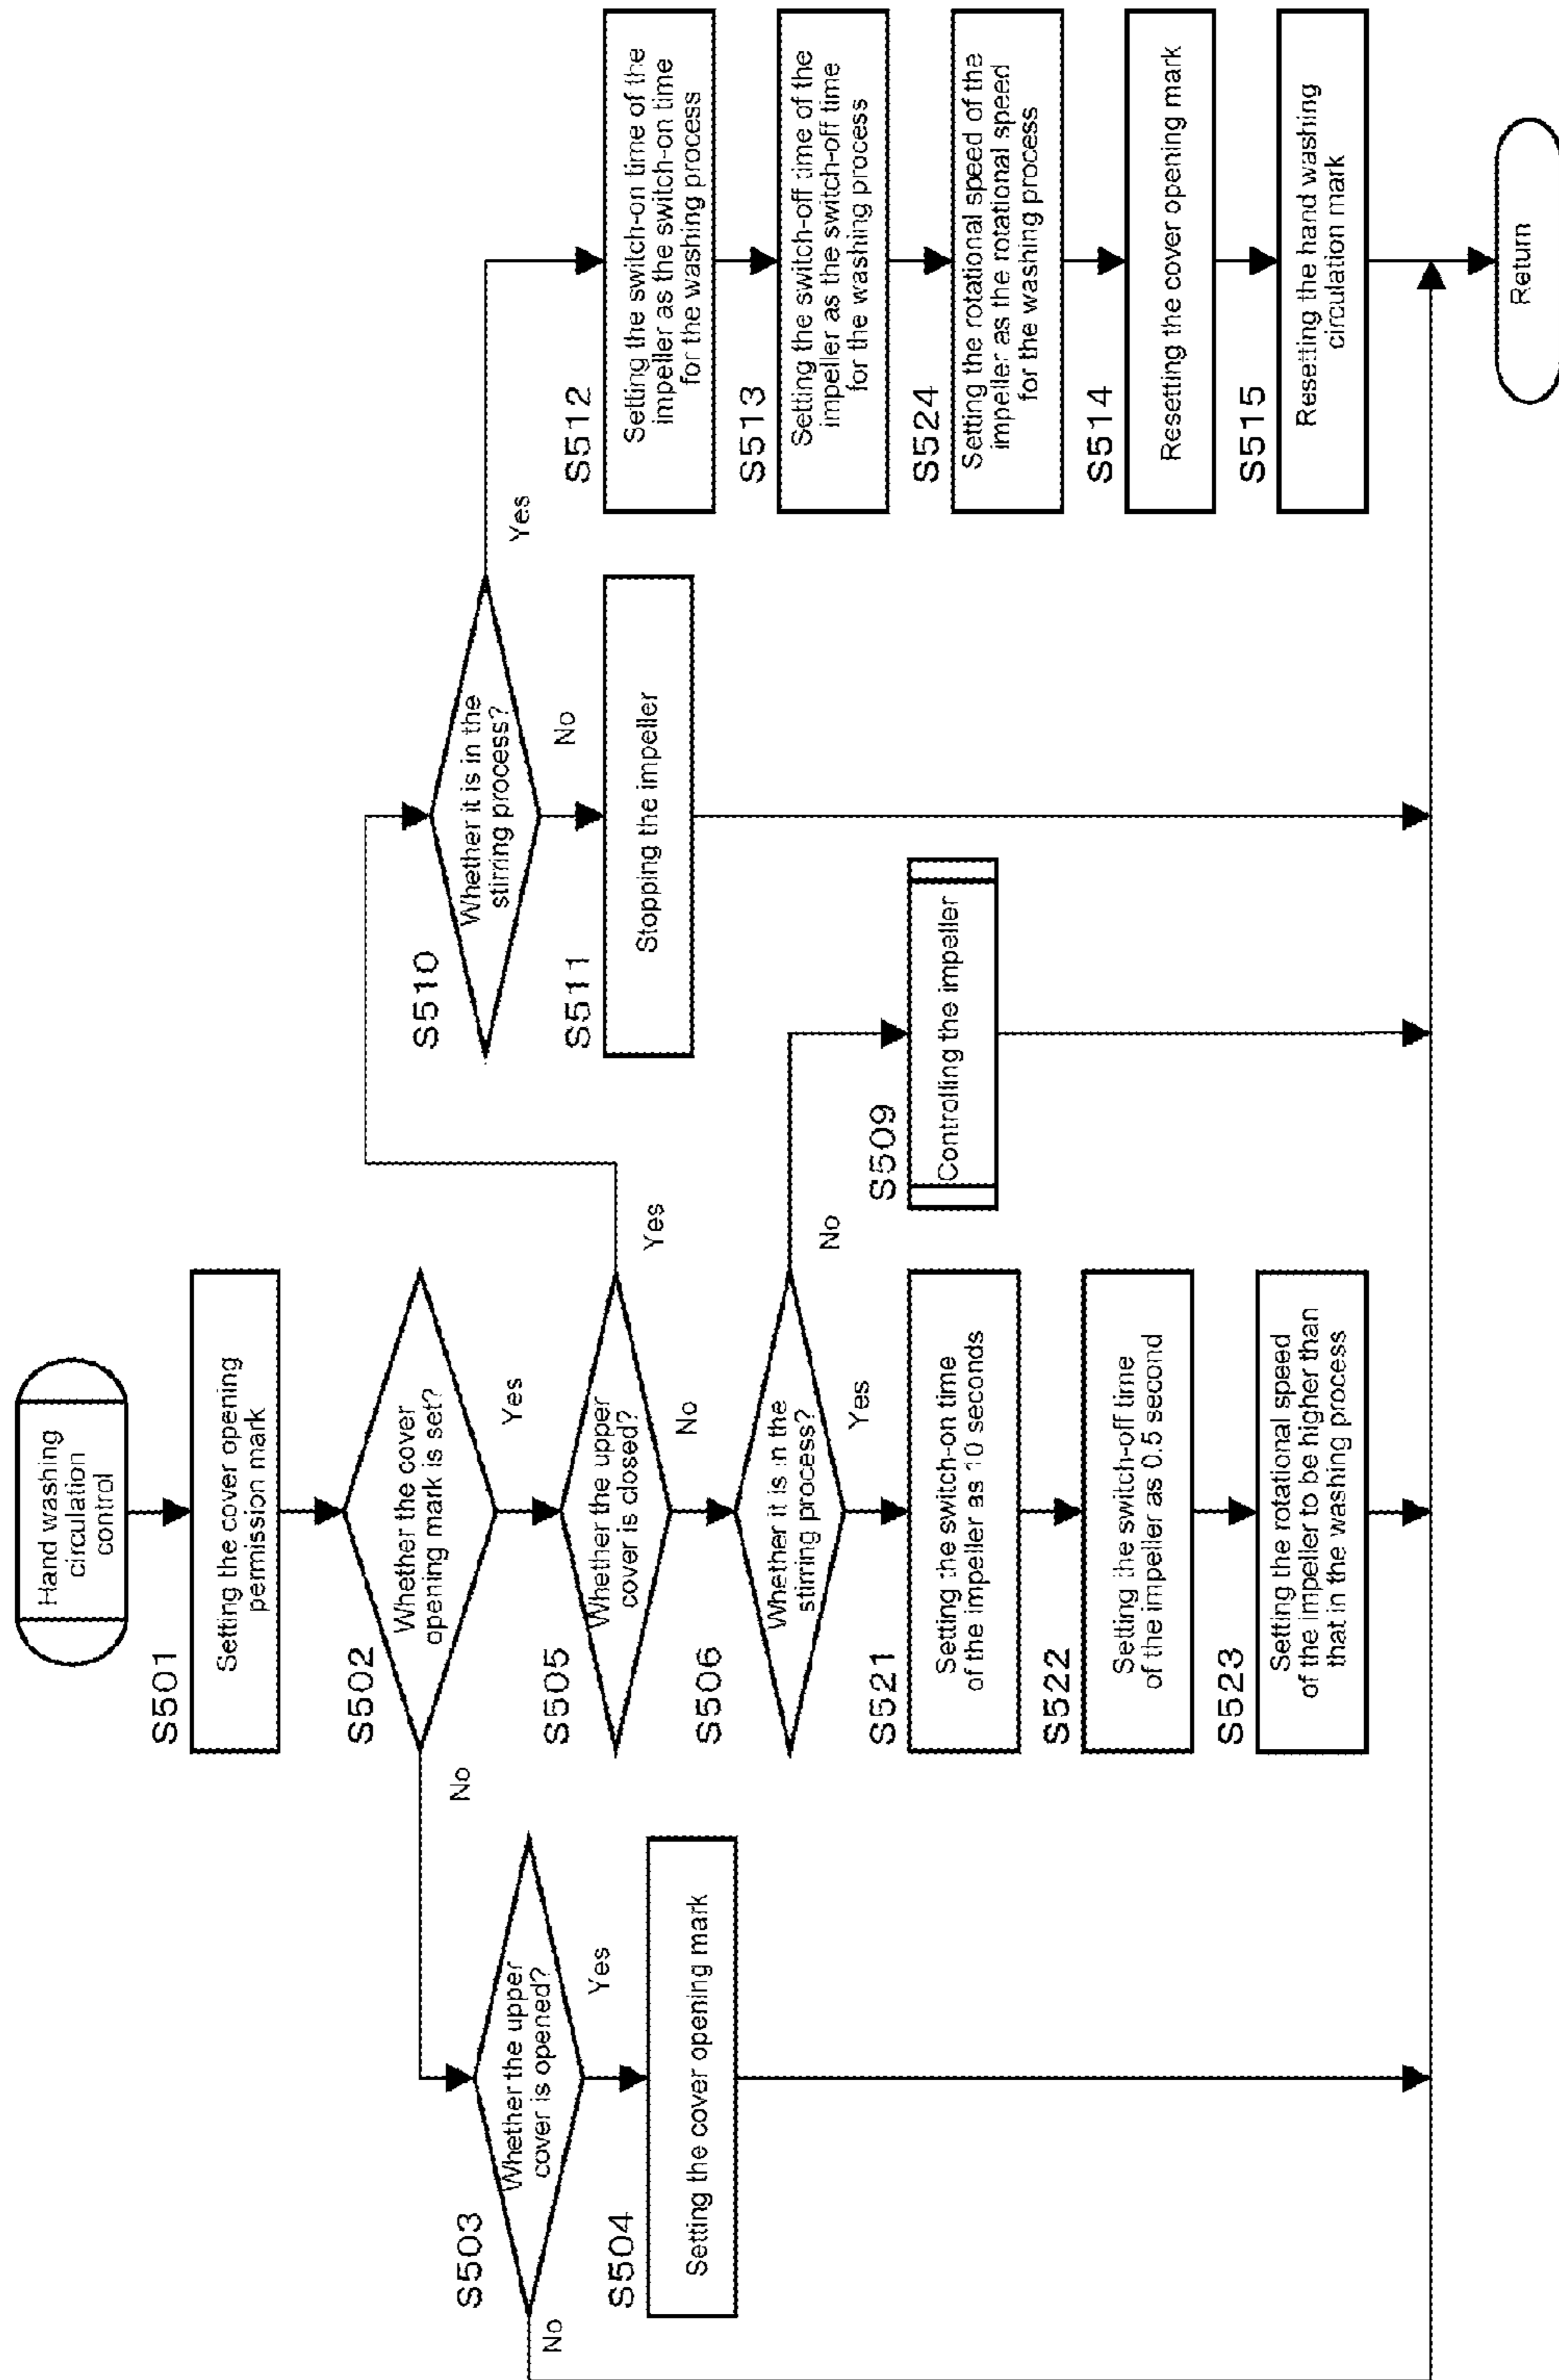 Hand washing
circulation
control
S501
Setting the cover opening
permission mark
S502
Whether the cover
opening mark is set?
No
Yes
S503
Whether the upper
cover is opened?
No
Yes
S504
Setting the cover opening mark
S505
Whether the upper
cover is closed?
Yes
No
S506
Whether it is in the
stirring process?
No
Yes
S521
Setting the switch-on time
of the impeller as 10 seconds
S522
Setting the switch-off time
of the impeller as 0.5 second
S523
Setting the rotational speed
of the impeller to be higher than
that in the washing process
S509
Controlling the impeller
S510
Whether it is in the
stirring process?
Yes
No
S511
Stopping the impeller
S512
Setting the switch-on time of the
impeller as the switch-on time
for the washing process
S513
Setting the switch-off time of the
impeller as the switch-off time
for the washing process
S524
Setting the rotational speed of the
impeller as the rotational speed
for the washing process
S514
Resetting the cover opening mark
S515
Resetting the hand washing
circulation mark
Return